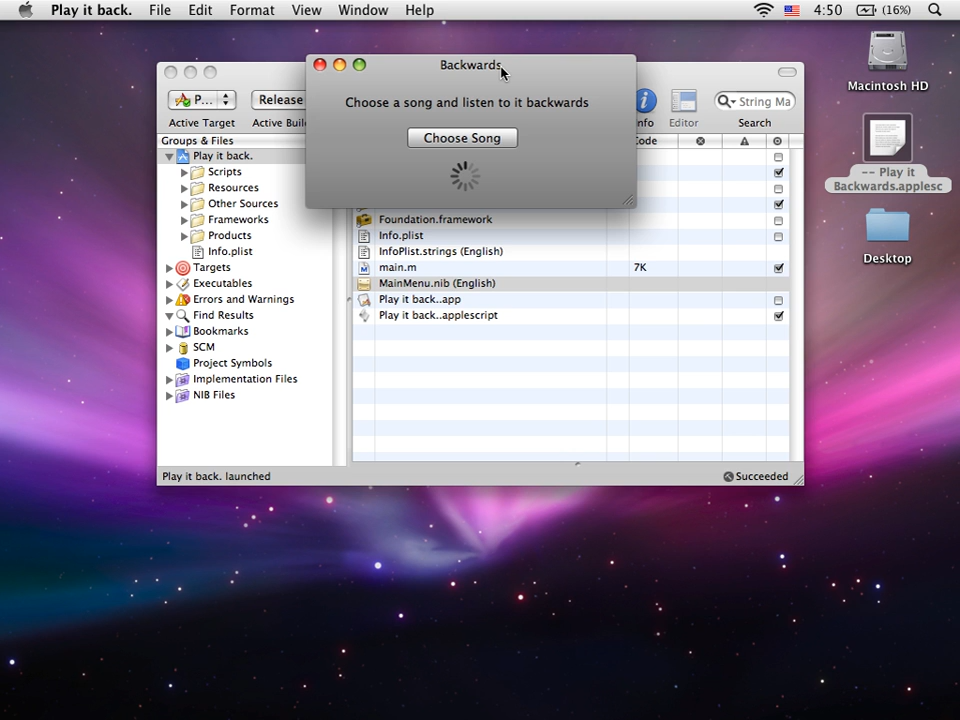 Play it back. File Edit Format View Window Help 4:50 (16%)
Backwards
Choose a song and listen to it backwards
Choose Song
P... Release String Ma
Active Target Active Buil nfo Editor Search
Groups & Files Code
Play it back.
Scripts
Resources
Other Sources
Frameworks
Products
Info.plist
Targets
Executables
Errors and Warnings
Find Results
Bookmarks
SCM
Project Symbols
Implementation Files
NIB Files
Foundation.framework
Info.plist
InfoPlist.strings (English)
main.m 7K
MainMenu.nib (English)
Play it back..app
Play it back..applescript
Play it back. launched Succeeded
Macintosh HD
-- Play it
Backwards.applesc
Desktop